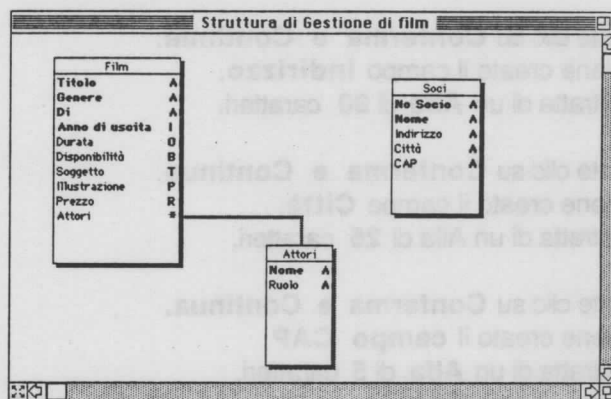 Struttura di Gestione di film
Film
Titolo A
Genere A
Di A
Anno di uscita I
Durata O
Disponibilità B
Soggetto T
Illustrazione P
Prezzo R
Attori *
Soci
No Socio A
Nome A
Indirizzo A
Città A
CAP A
Attori
Nome A
Ruolo A